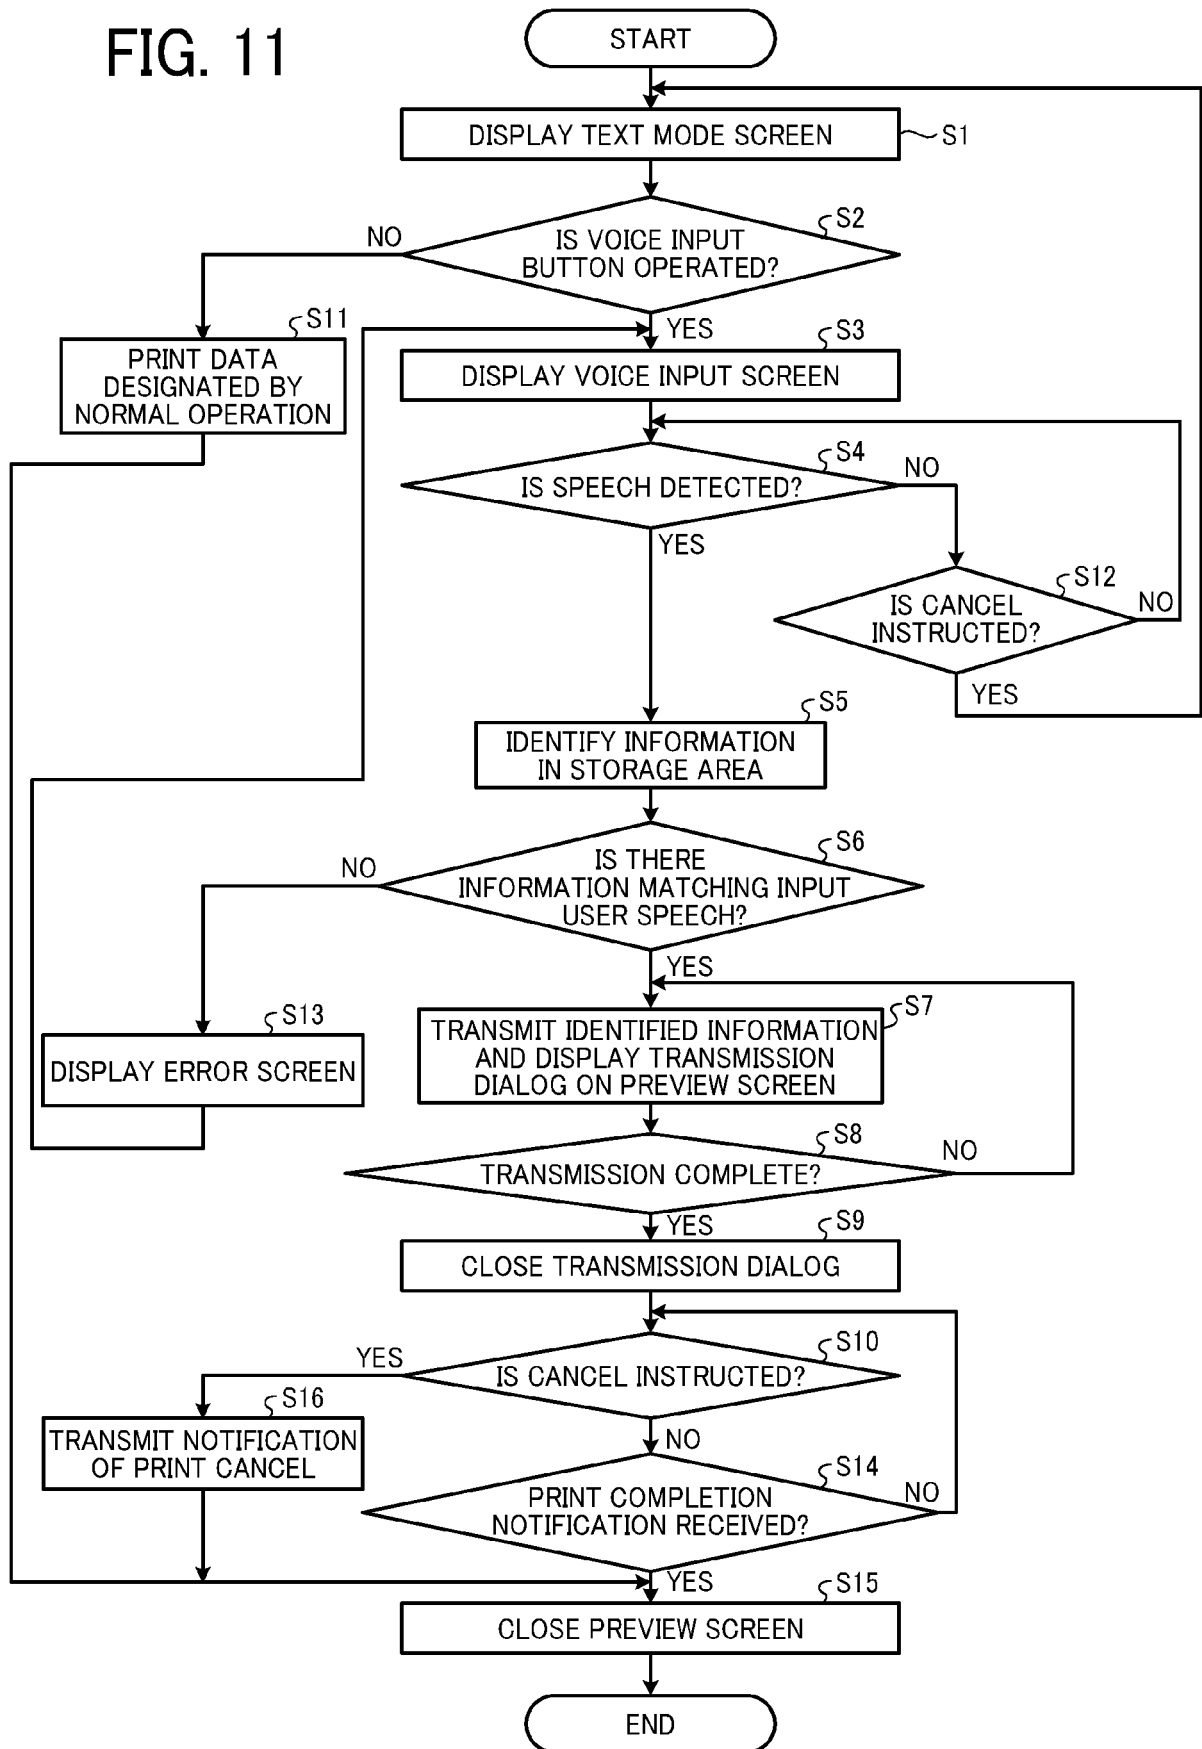 FIG. 11
START
DISPLAY TEXT MODE SCREEN
S1
S2
NO
IS VOICE INPUT
BUTTON OPERATED?
S11
YES
S3
PRINT DATA
DESIGNATED BY
NORMAL OPERATION
DISPLAY VOICE INPUT SCREEN
S4
NO
IS SPEECH DETECTED?
YES
S12
IS CANCEL
INSTRUCTED?
NO
YES
S5
IDENTIFY INFORMATION
IN STORAGE AREA
S6
NO
IS THERE
INFORMATION MATCHING INPUT
USER SPEECH?
YES
S7
S13
TRANSMIT IDENTIFIED INFORMATION
AND DISPLAY TRANSMISSION
DIALOG ON PREVIEW SCREEN
DISPLAY ERROR SCREEN
S8
NO
TRANSMISSION COMPLETE?
YES
S9
CLOSE TRANSMISSION DIALOG
S10
YES
IS CANCEL INSTRUCTED?
S16
TRANSMIT NOTIFICATION
OF PRINT CANCEL
NO
S14
PRINT COMPLETION
NOTIFICATION RECEIVED?
NO
YES
S15
CLOSE PREVIEW SCREEN
END